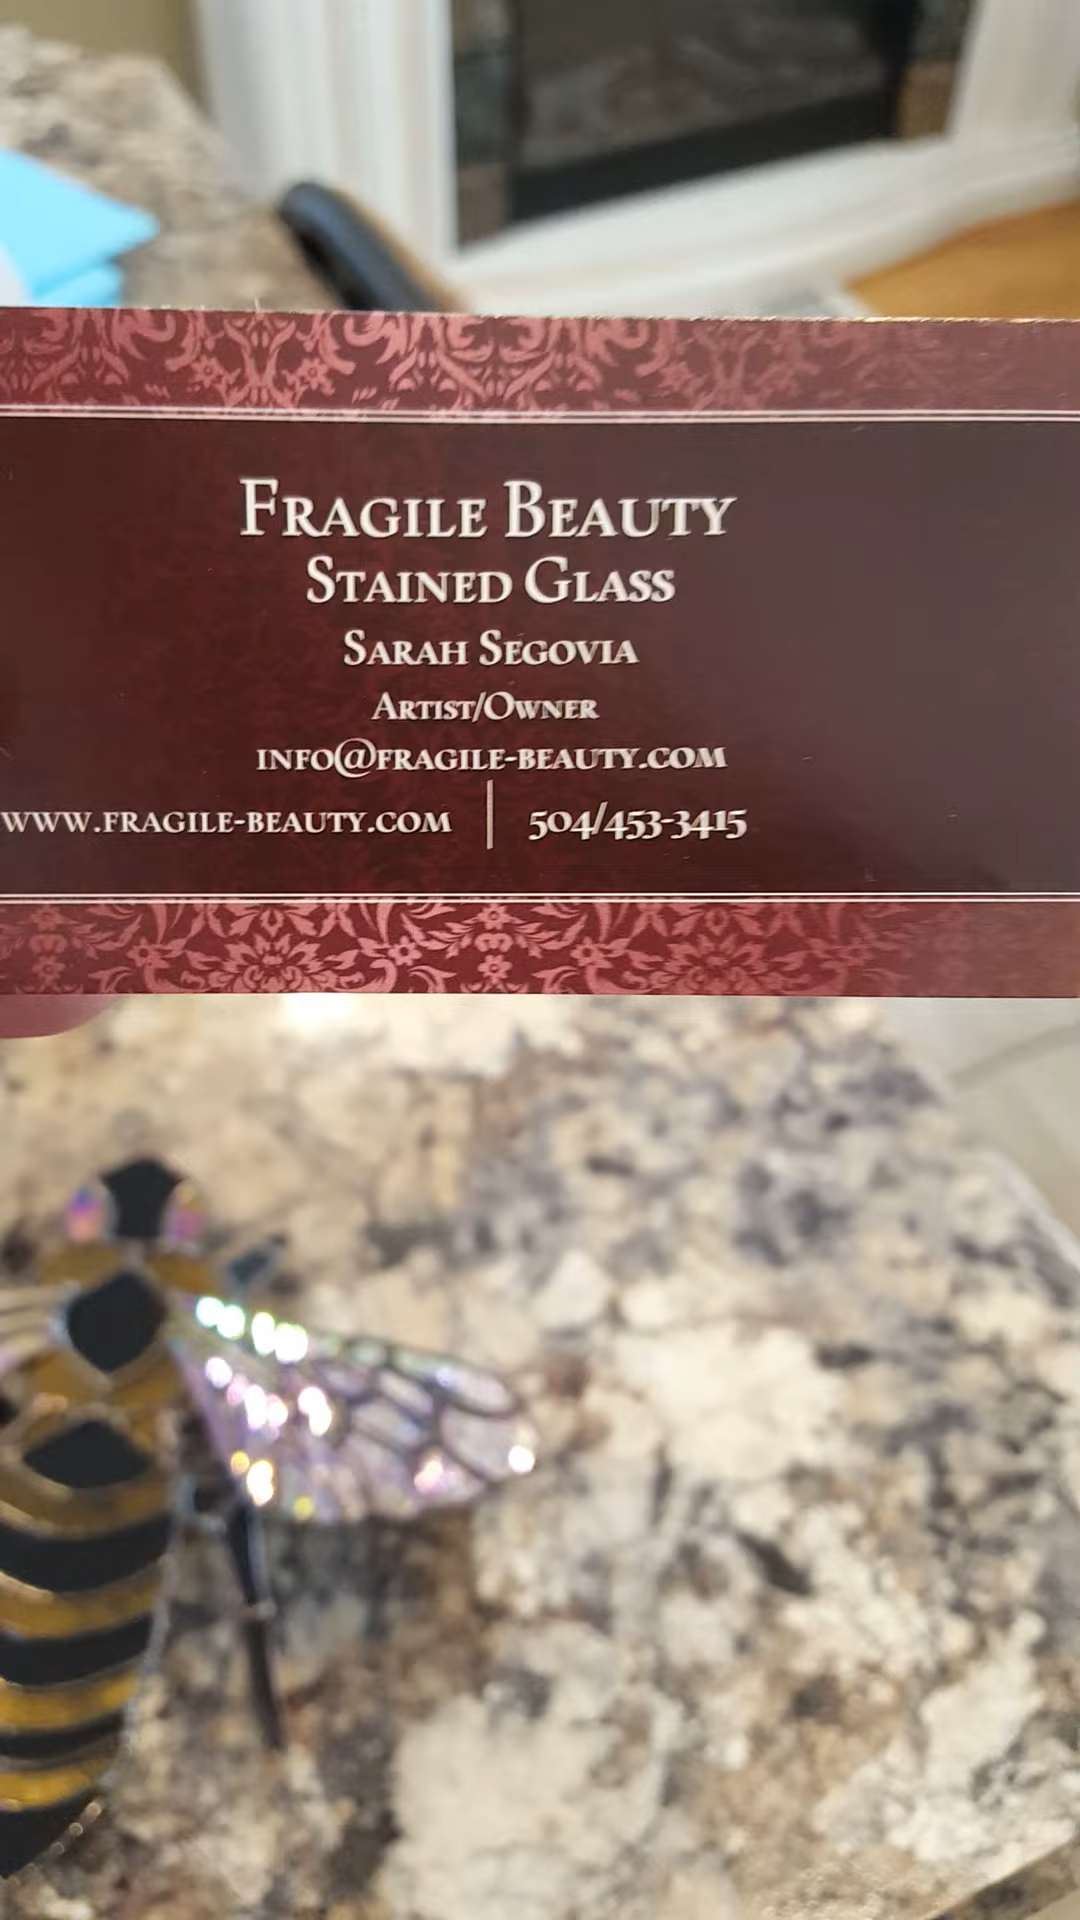 Fragile Beauty
Stained Glass
Sarah Segovia
Artist/Owner
info@fragile-beauty.com
www.fragile-beauty.com | 504/453-3415